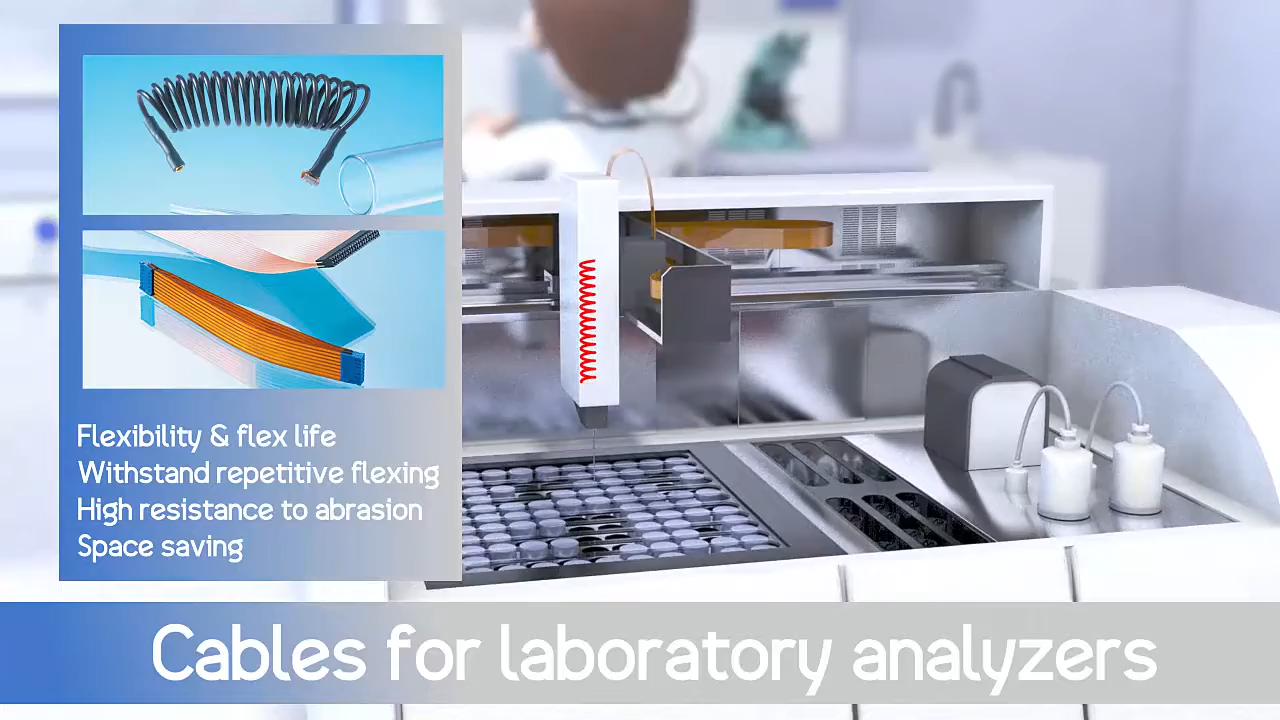 Flexibility & flex life
Withstand repetitive flexing
High resistance to abrasion
Space saving
Cables for laboratory analyzers